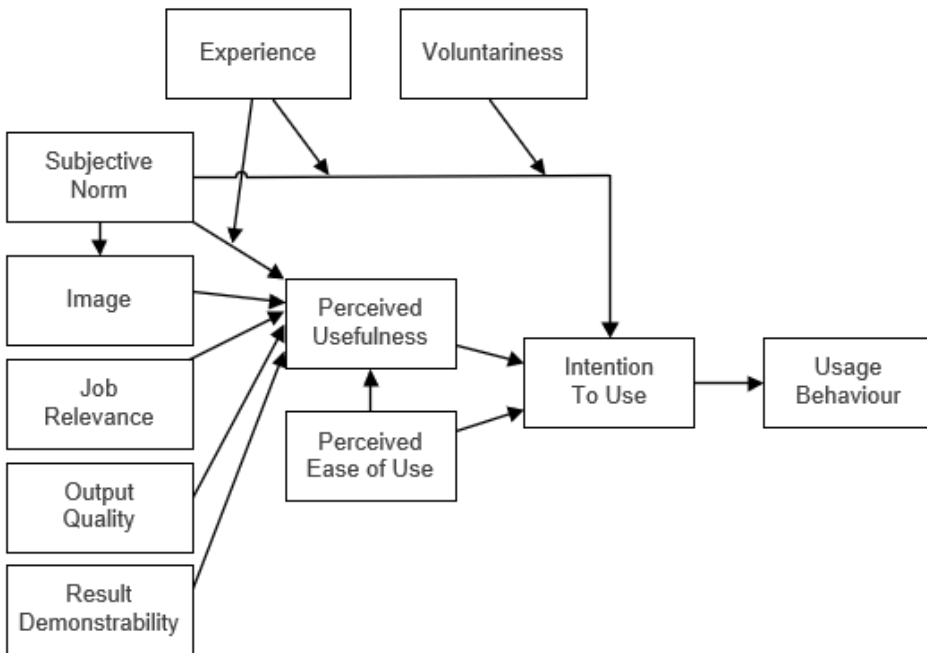 Experience
Voluntariness
Subjective
Norm
Image
Perceived
Usefulness
Job
Relevance
Intention
To Use
Usage
Behaviour
Perceived
Ease of Use
Output
Quality
Result
Demonstrability